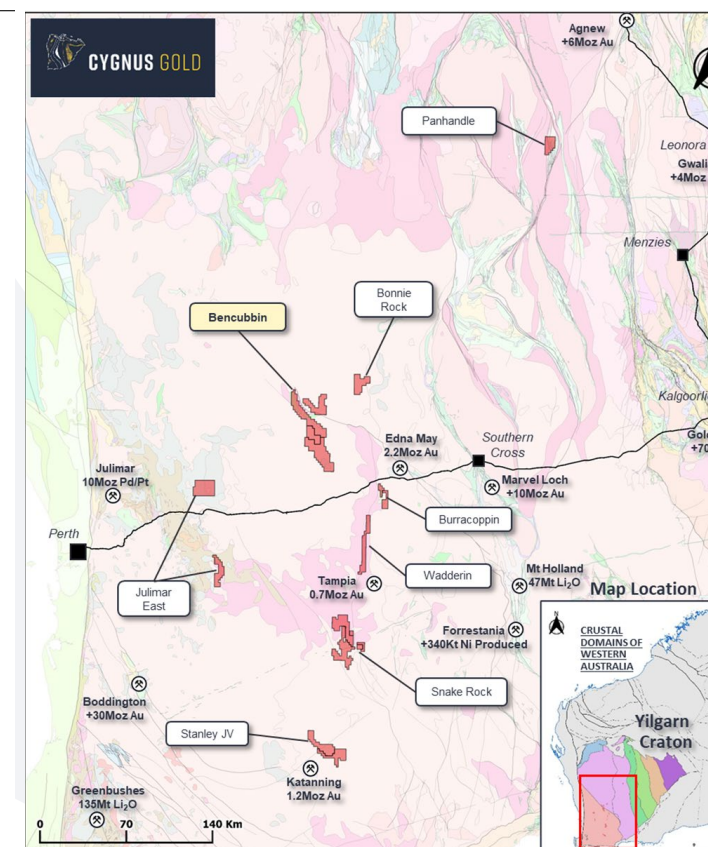 CYGNUS GOLD
Agnew
+6Moz Au
Panhandle
Leonora
Gwali
+4Moz
Menzies
Bonnie
Rock
Bencubbin
Kalgoorli
Edna May
2.2Moz Au
Southern
Cross
Gold
+70
Julimar
10Moz Pd/Pt
Marvel Loch
+10Moz Au
Burracoppin
Perth
Wadderin
Mt Holland
47Mt Li₂O
Tampia
0.7Moz Au
Map Location
Julimar
East
Forrestania
+340Kt Ni Produced
CRUSTAL
DOMAINS OF
WESTERN
AUSTRALIA
Snake Rock
Boddington
+30Moz Au
Yilgarn
Craton
Stanley JV
Katanning
1.2Moz Au
Greenbushes
135Mt Li₂O
0 70 140 Km